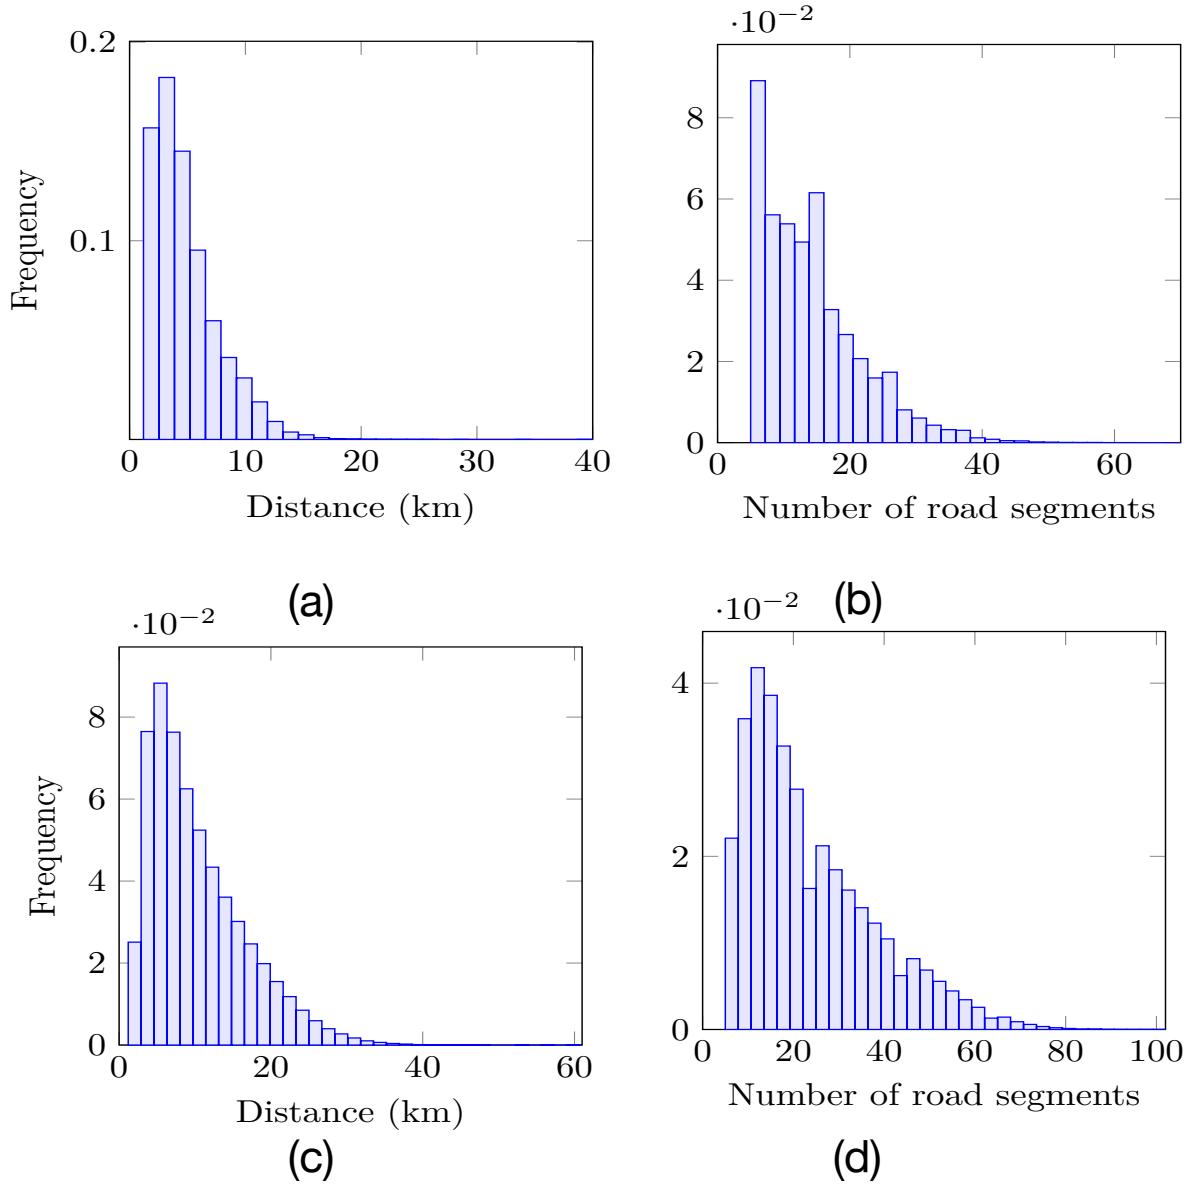 0.2
0.1
Frequency
0 10 20 30 40
Distance (km)
(a)
·10−2
8
6
4
2
0
0 20 40 60
Number of road segments
(b)
·10−2
8
6
4
2
0
Frequency
0 20 40 60
Distance (km)
(c)
·10−2
4
2
0
0 20 40 60 80 100
Number of road segments
(d)